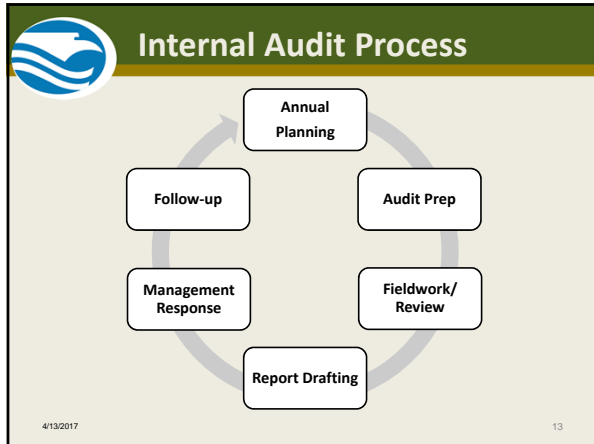 Internal Audit Process
Annual
Planning
Audit Prep
Fieldwork/
Review
Report Drafting
Management
Response
Follow-up
4/13/2017
13